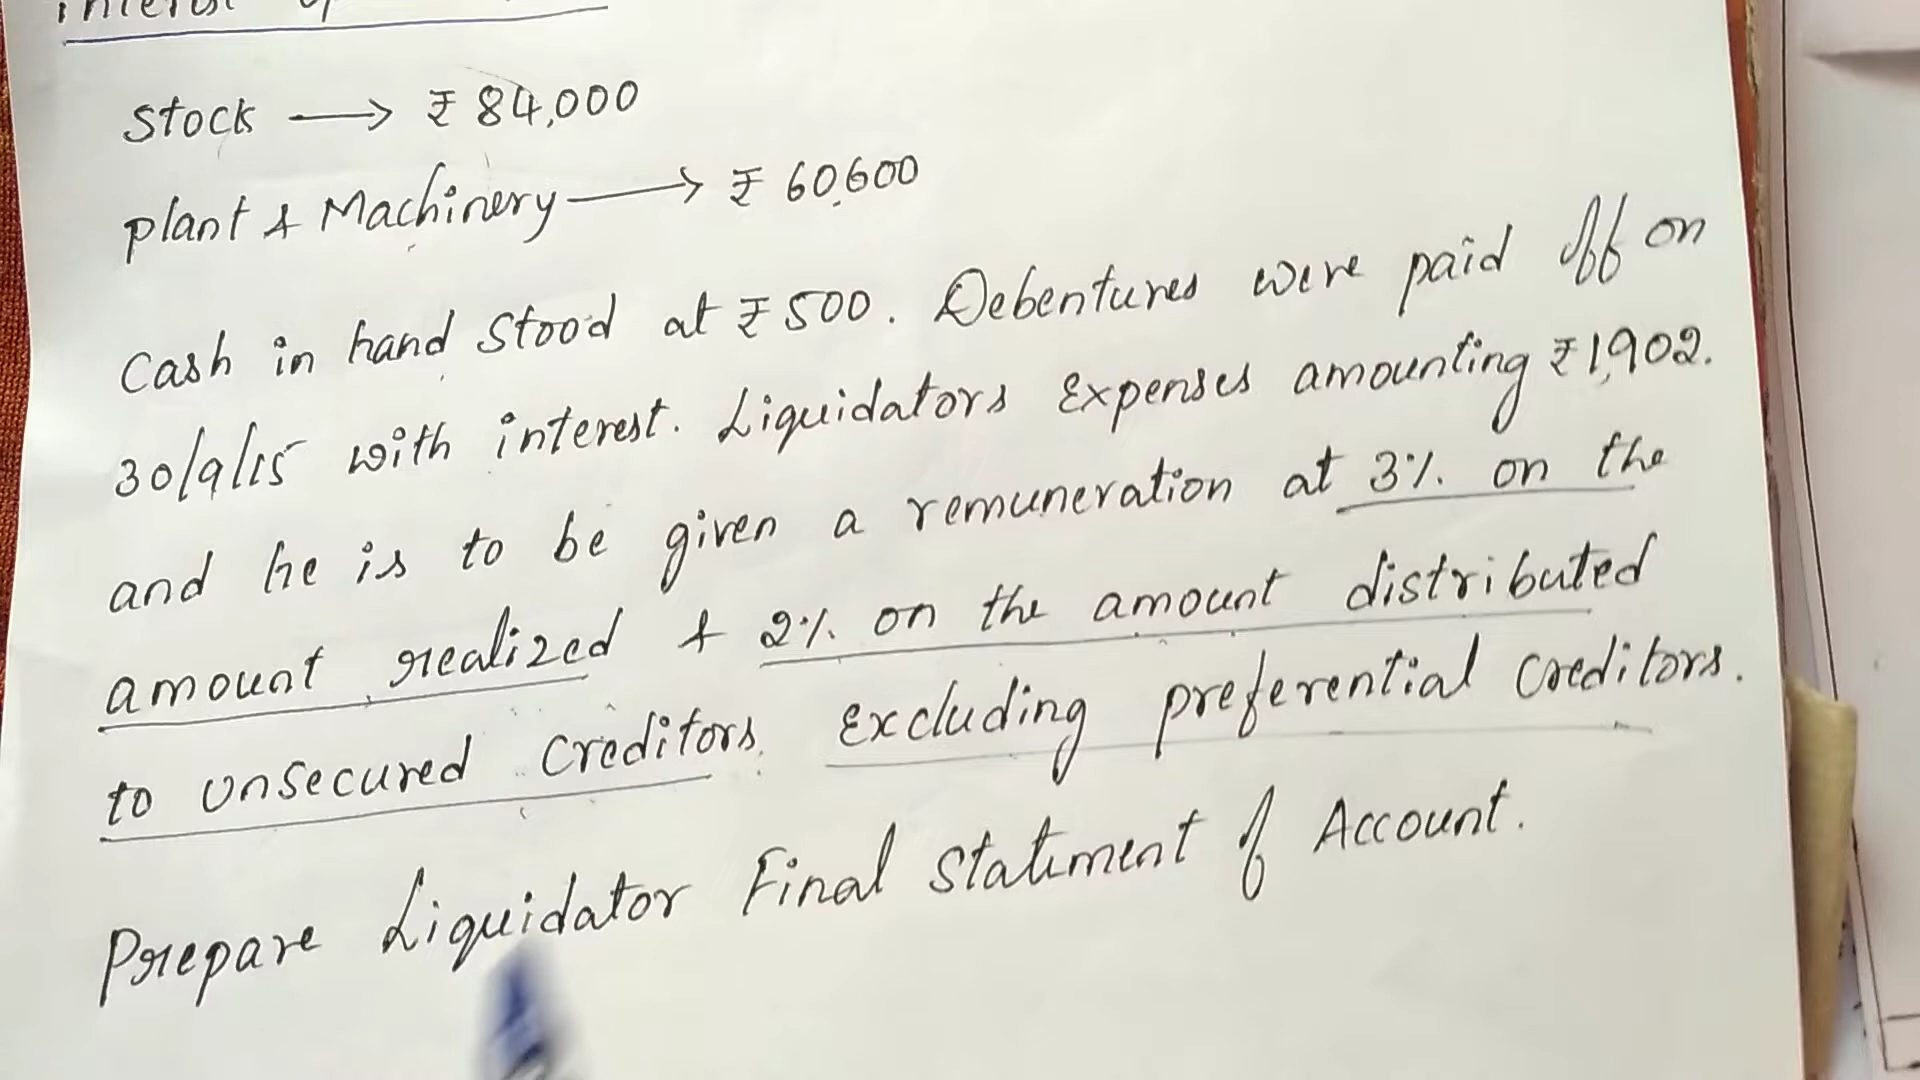 Stock → ₹ 84,000
Plant & Machinery → ₹ 60,600
Cash in hand stood at ₹ 500. Debentures were paid off on
30/9/15 with interest. Liquidators Expenses amounting ₹ 1,902.
and he is to be given a remuneration at 3% on the
amount realized & 2% on the amount distributed
to unsecured creditors. Excluding preferential creditors.
Prepare Liquidator Final Statement of Account.